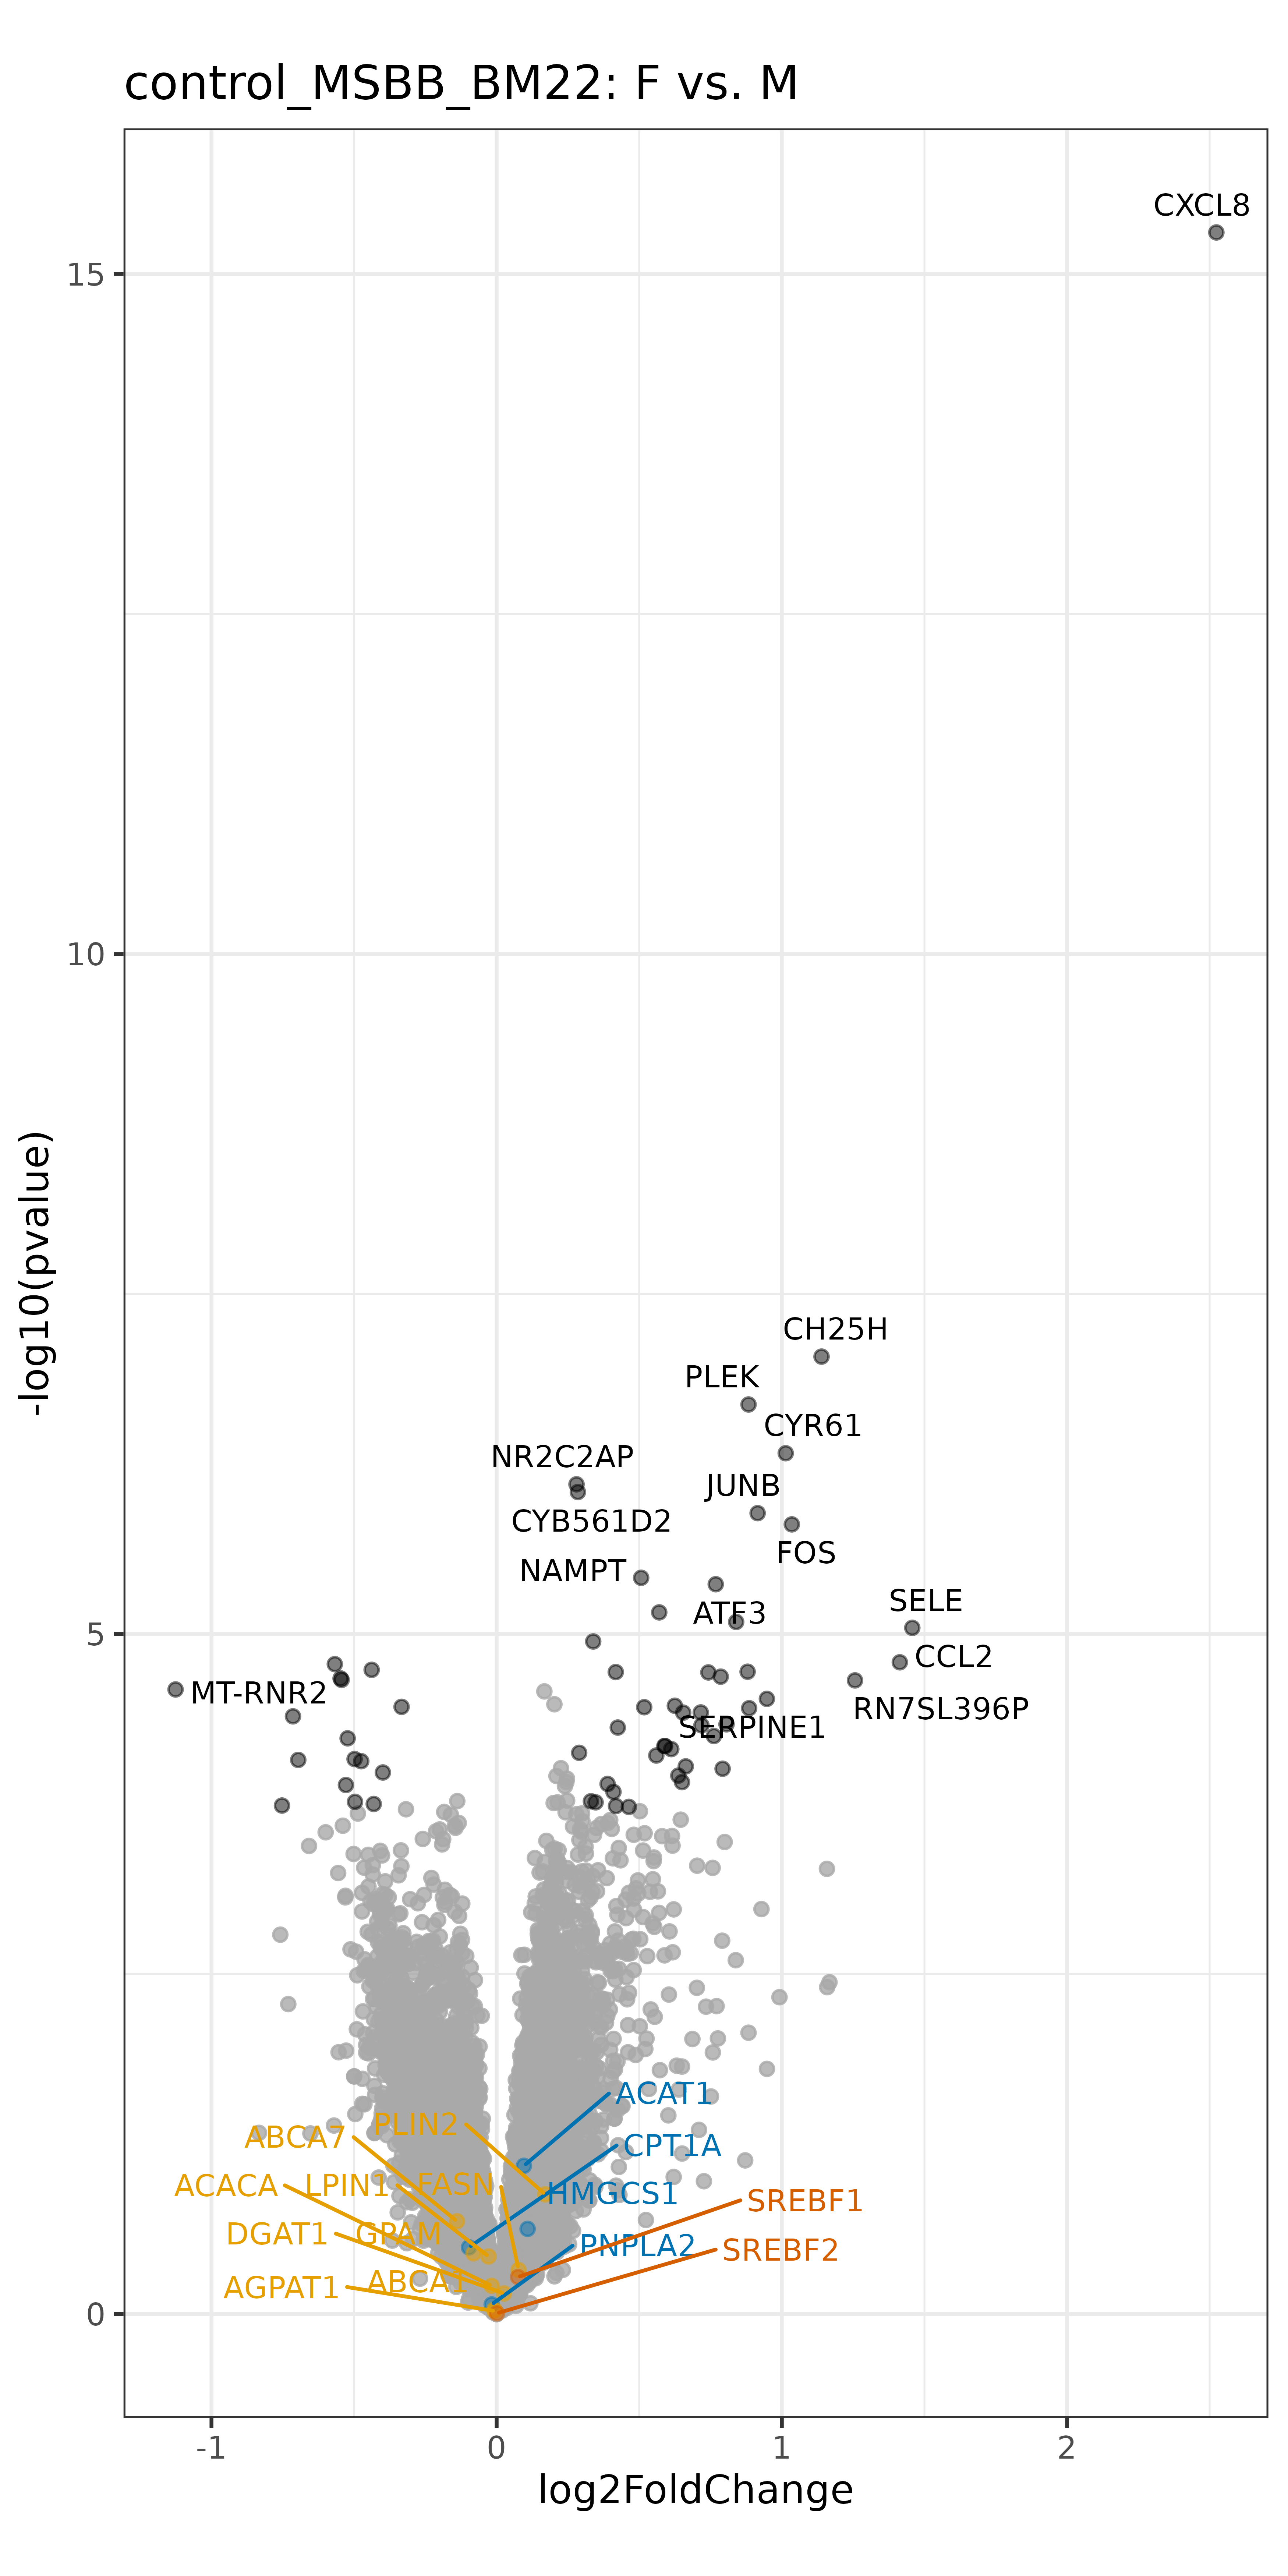 control_MSBB_BM22: F vs. M
CXCL8
15
10
-log10(pvalue)
CH25H
PLEK
CYR61
NR2C2AP
JUNB
CYB561D2
FOS
NAMPT
SELE
ATF3
5
CCL2
MT-RNR2
RN7SL396P
SERPINE1
ACAT1
PLIN2
ABCA7
CPT1A
ACACA
LPIN1
FASN
HMGCS1
SREBF1
DGAT1
GPAM
PNPLA2
SREBF2
ABCA1
AGPAT1
0
-1
0
1
2
log2FoldChange